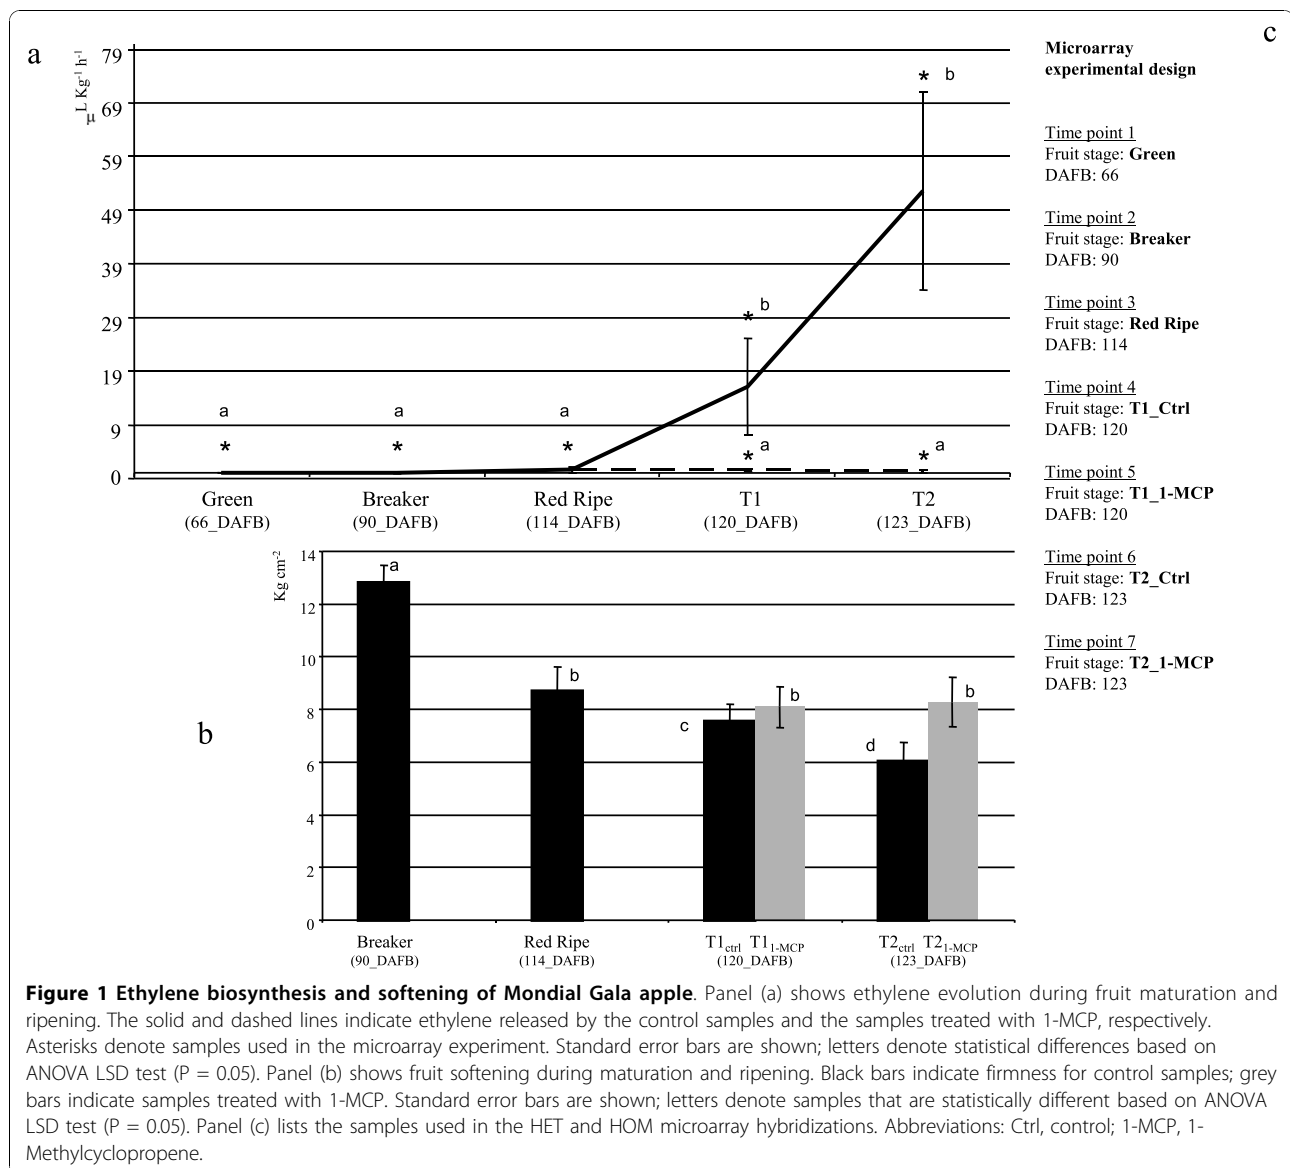 a
µL Kg-1 h-1
79
69
59
49
39
29
19
9
0
* b
* b
a a a
* * *
* a
* a
Green Breaker Red Ripe T1 T2
(66_DAFB) (90_DAFB) (114_DAFB) (120_DAFB) (123_DAFB)
b
Kg cm-2
14
12
10
8
6
4
2
0
a
b
c
b
d
b
Breaker Red Ripe T1ctrl T11-MCP T2ctrl T21-MCP
(90_DAFB) (114_DAFB) (120_DAFB) (123_DAFB)
c
Microarray
experimental design
Time point 1
Fruit stage: Green
DAFB: 66
Time point 2
Fruit stage: Breaker
DAFB: 90
Time point 3
Fruit stage: Red Ripe
DAFB: 114
Time point 4
Fruit stage: T1_Ctrl
DAFB: 120
Time point 5
Fruit stage: T1_1-MCP
DAFB: 120
Time point 6
Fruit stage: T2_Ctrl
DAFB: 123
Time point 7
Fruit stage: T2_1-MCP
DAFB: 123
Figure 1 Ethylene biosynthesis and softening of Mondial Gala apple. Panel (a) shows ethylene evolution during fruit maturation and
ripening. The solid and dashed lines indicate ethylene released by the control samples and the samples treated with 1-MCP, respectively.
Asterisks denote samples used in the microarray experiment. Standard error bars are shown; letters denote statistical differences based on
ANOVA LSD test (P = 0.05). Panel (b) shows fruit softening during maturation and ripening. Black bars indicate firmness for control samples; grey
bars indicate samples treated with 1-MCP. Standard error bars are shown; letters denote samples that are statistically different based on ANOVA
LSD test (P = 0.05). Panel (c) lists the samples used in the HET and HOM microarray hybridizations. Abbreviations: Ctrl, control; 1-MCP, 1-
Methylcyclopropene.